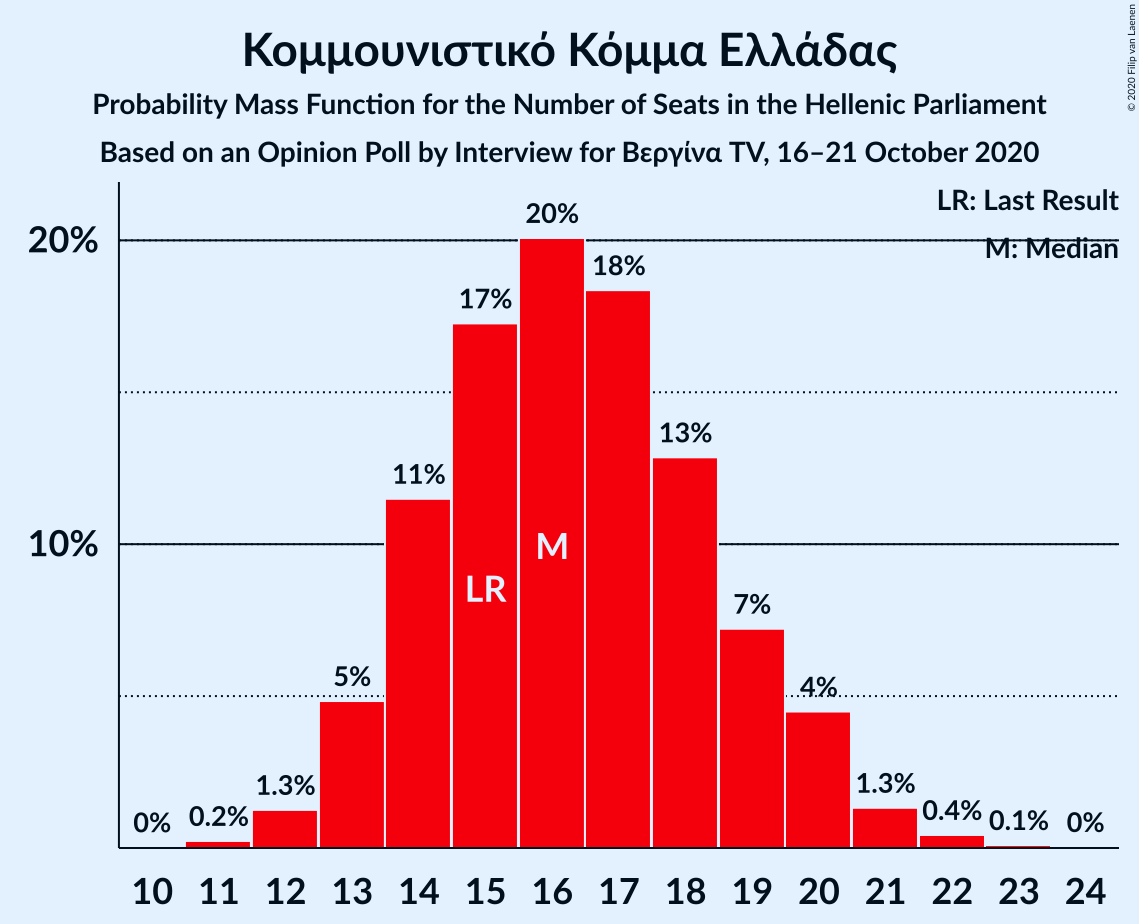 Κομμουνιστικό Κόμμα Ελλάδας
Probability Mass Function for the Number of Seats in the Hellenic Parliament
Based on an Opinion Poll by Interview for Βεργίνα TV, 16–21 October 2020
© 2020 Filip van Laenen
LR: Last Result
M: Median
20%
10%
0%
0.2%
1.3%
5%
11%
17%
20%
18%
13%
7%
4%
1.3%
0.4%
0.1%
0%
LR
M
10 11 12 13 14 15 16 17 18 19 20 21 22 23 24